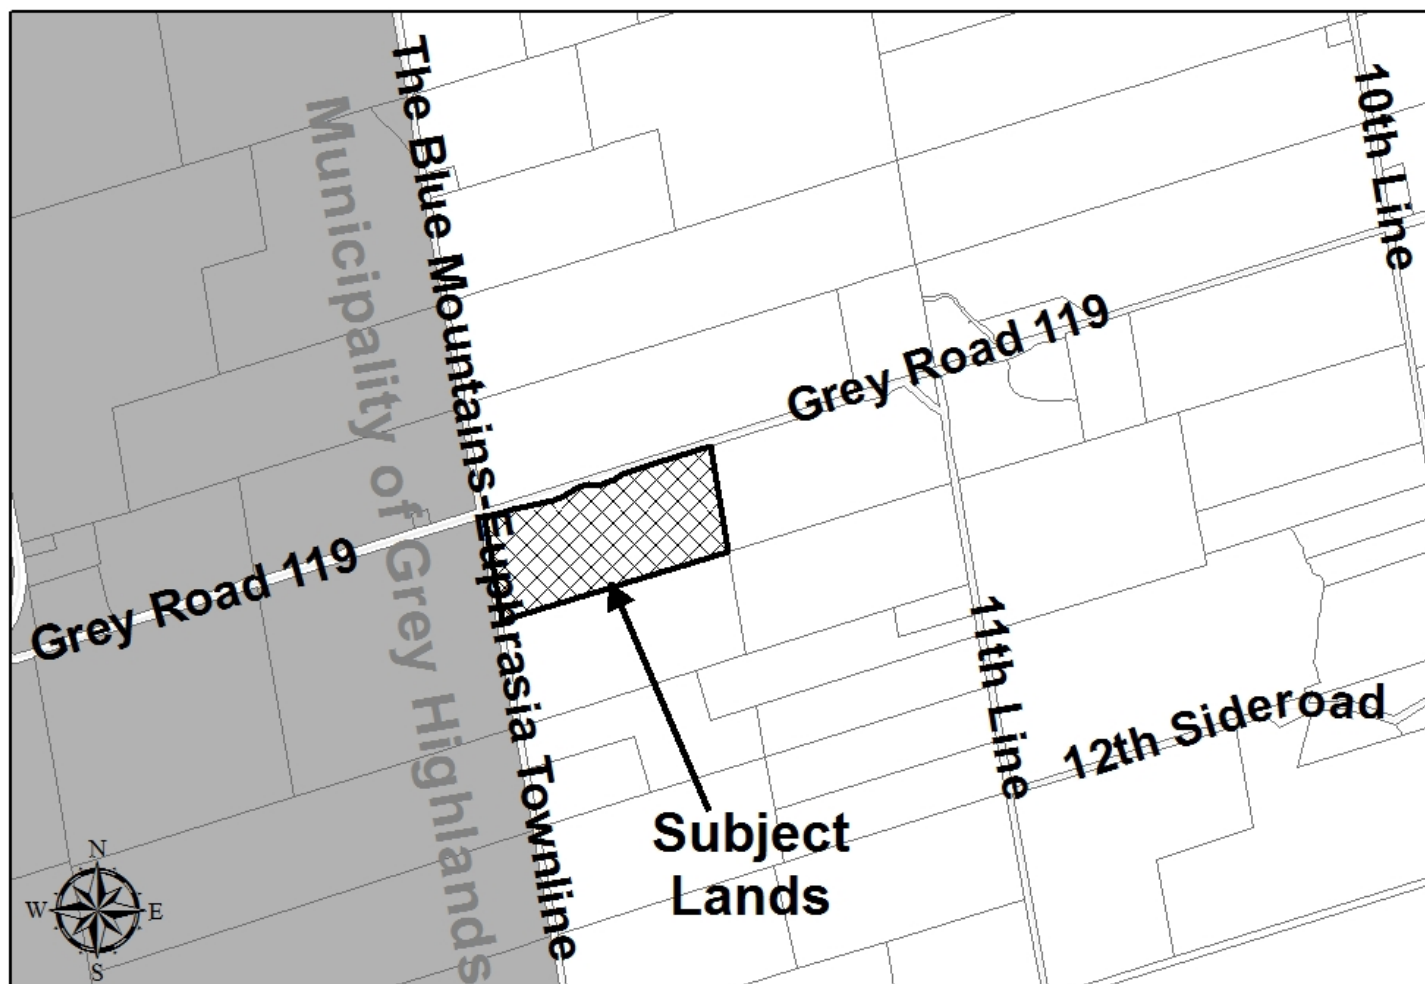 The Blue Mountains-Euphrasia Townline
Municipality of Grey Highlands
10th Line
Grey Road 119
Grey Road 119
11th Line
12th Sideroad
Subject
Lands
N
W
E
S